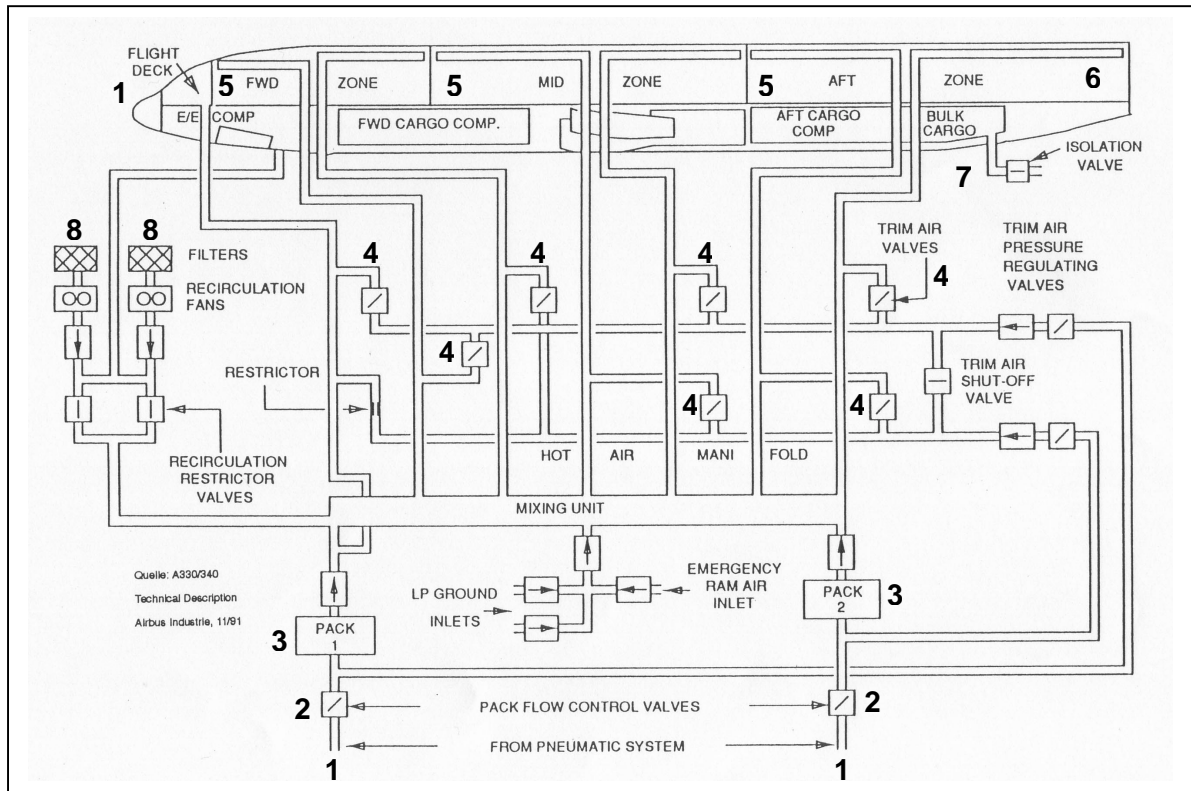 FLIGHT
DECK
1
5
FWD
ZONE
5
MID
ZONE
5
AFT
ZONE
6
E/E COMP
FWD CARGO COMP.
AFT CARGO
COMP
BULK
CARGO
ISOLATION
VALVE
7
8
8
FILTERS
RECIRCULATION
FANS
4
4
4
TRIM AIR
VALVES
4
TRIM AIR
PRESSURE
REGULATING
VALVES
4
RESTRICTOR
TRIM AIR
SHUT-OFF
VALVE
4
4
HOT AIR MANI FOLD
RECIRCULATION
RESTRICTOR
VALVES
MIXING UNIT
Quelle: A330/340
Technical Description
Airbus Industrie, 11/91
LP GROUND
INLETS
EMERGENCY
RAM AIR
INLET
PACK
1
3
PACK
2
3
2
PACK FLOW CONTROL VALVES
2
FROM PNEUMATIC SYSTEM
1
1